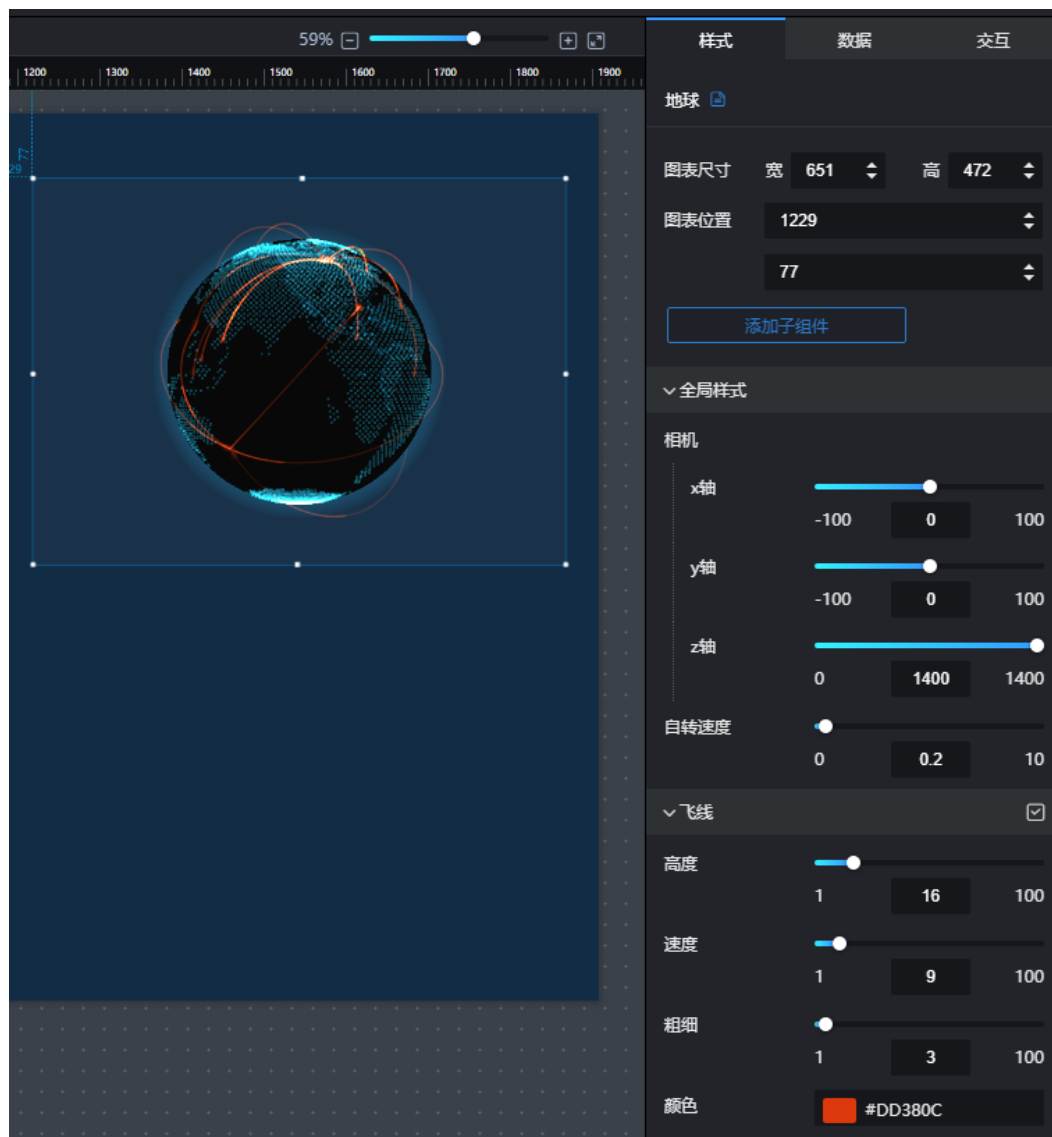 59%
1200 1300 1400 1500 1600 1700 1800 1900
77
29
样式 数据 交互
地球
图表尺寸 宽 651 高 472
图表位置 1229
77
添加子组件
全局样式
相机
x轴
-100 0 100
y轴
-100 0 100
z轴
0 1400 1400
自转速度
0 0.2 10
飞线
高度
1 16 100
速度
1 9 100
粗细
1 3 100
颜色 #DD380C